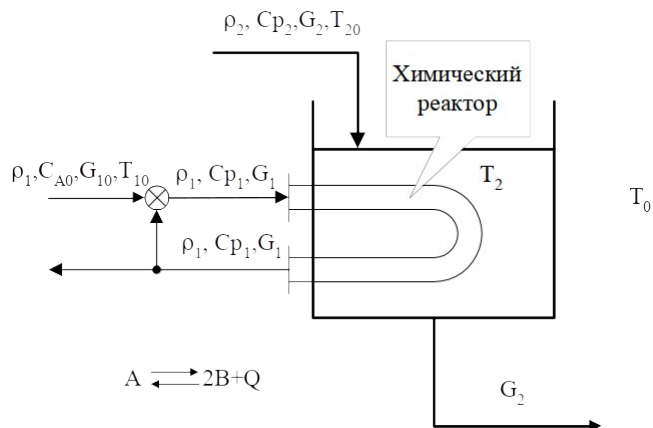 ρ₂, Cp₂,G₂,T₂₀
Химический
реактор
ρ₁,C_A0,G₁₀,T₁₀
ρ₁, Cp₁,G₁
T₂
T₀
ρ₁, Cp₁,G₁
A ⇄ 2B+Q
G₂